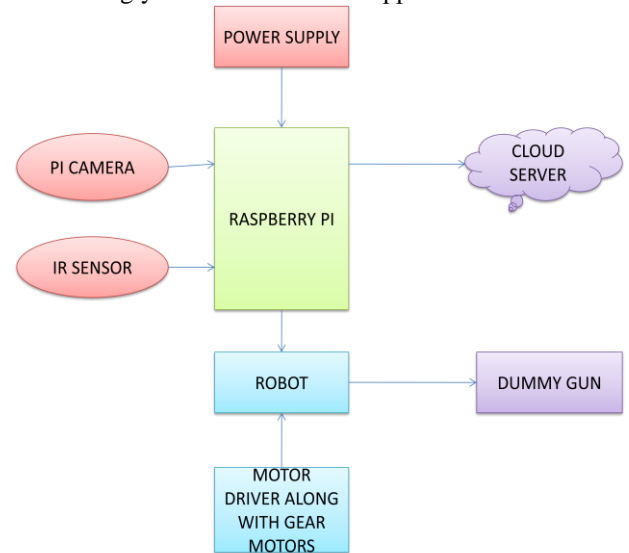 POWER SUPPLY
PI CAMERA
CLOUD
SERVER
RASPBERRY PI
IR SENSOR
ROBOT
DUMMY GUN
MOTOR
DRIVER ALONG
WITH GEAR
MOTORS